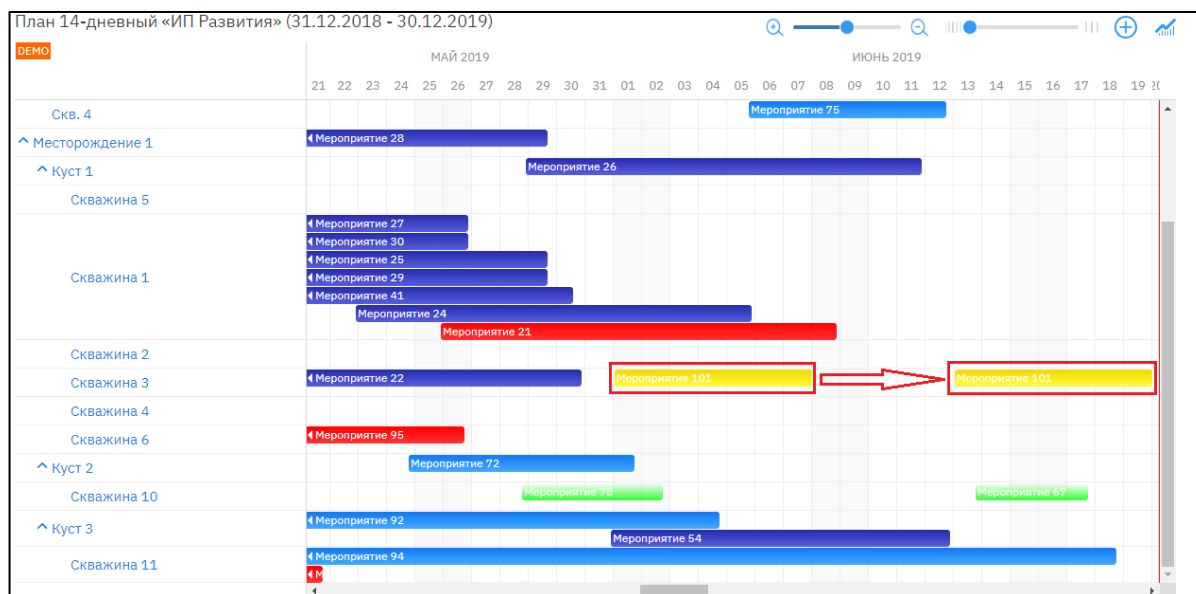 План 14-дневный «ИП Развития» (31.12.2018 - 30.12.2019)
DEMO
МАЙ 2019 ИЮНЬ 2019
21 22 23 24 25 26 27 28 29 30 31 01 02 03 04 05 06 07 08 09 10 11 12 13 14 15 16 17 18 19
Скв. 4 Мероприятие 75
Месторождение 1 Мероприятие 28
Куст 1 Мероприятие 26
Скважина 5
Мероприятие 27
Мероприятие 30
Мероприятие 25
Скважина 1 Мероприятие 29
Мероприятие 41
Мероприятие 24
Мероприятие 21
Скважина 2
Скважина 3 Мероприятие 22 Мероприятие 101 Мероприятие 101
Скважина 4
Скважина 6 Мероприятие 95
Куст 2 Мероприятие 72
Скважина 10 Мероприятие 78 Мероприятие 67
Куст 3 Мероприятие 92
Мероприятие 54
Скважина 11 Мероприятие 94